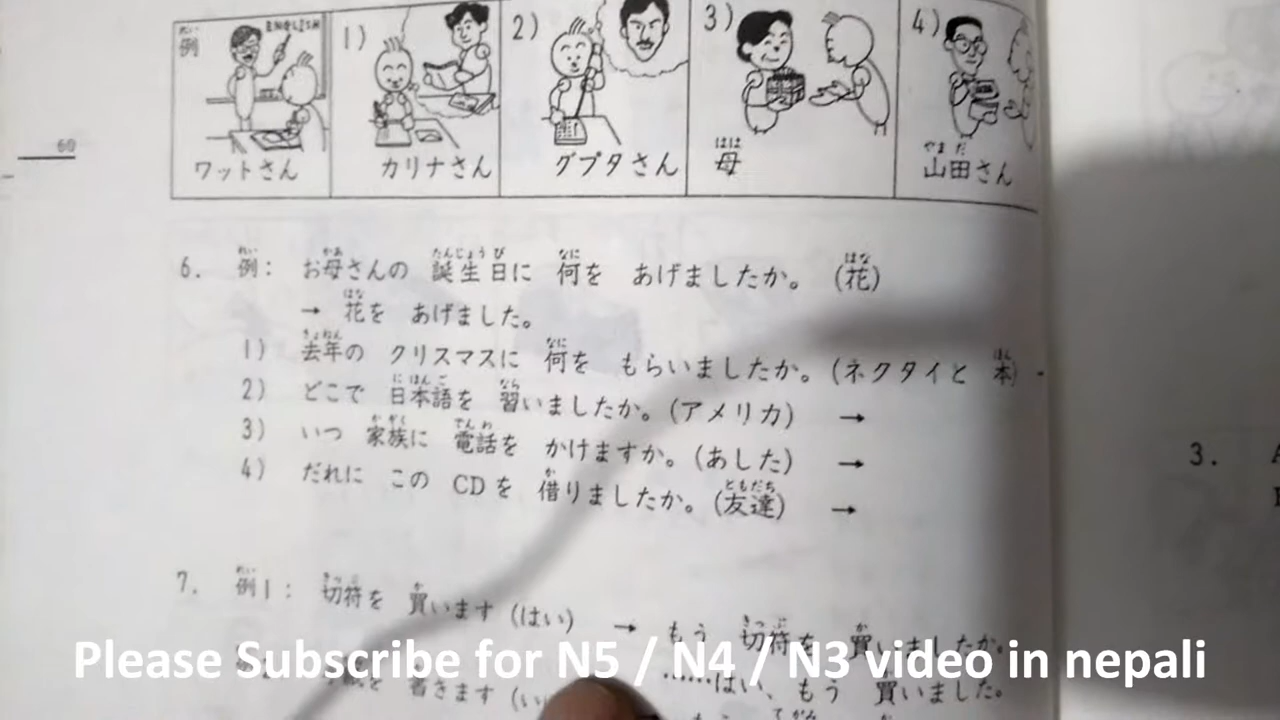 例 ENGLISH 1) 2) 3) 4)
ワットさん カリナさん グプタさん 母 山田さん
60
6. 例: お母さんの 誕生日に 何を あげましたか。(花)
→ 花を あげました。
1) 去年の クリスマスに 何を もらいましたか。(ネクタイと 本)
2) どこで 日本語を 習いましたか。(アメリカ) →
3) いつ 家族に 電話を かけますか。(あした) →
4) だれに この CDを 借りましたか。(友達) →
3.
7. 例1: 切符を 買います (はい) → もう 切符を 買いましたか。
……はい、もう 買いました。
Please Subscribe for N5 / N4 / N3 video in nepali